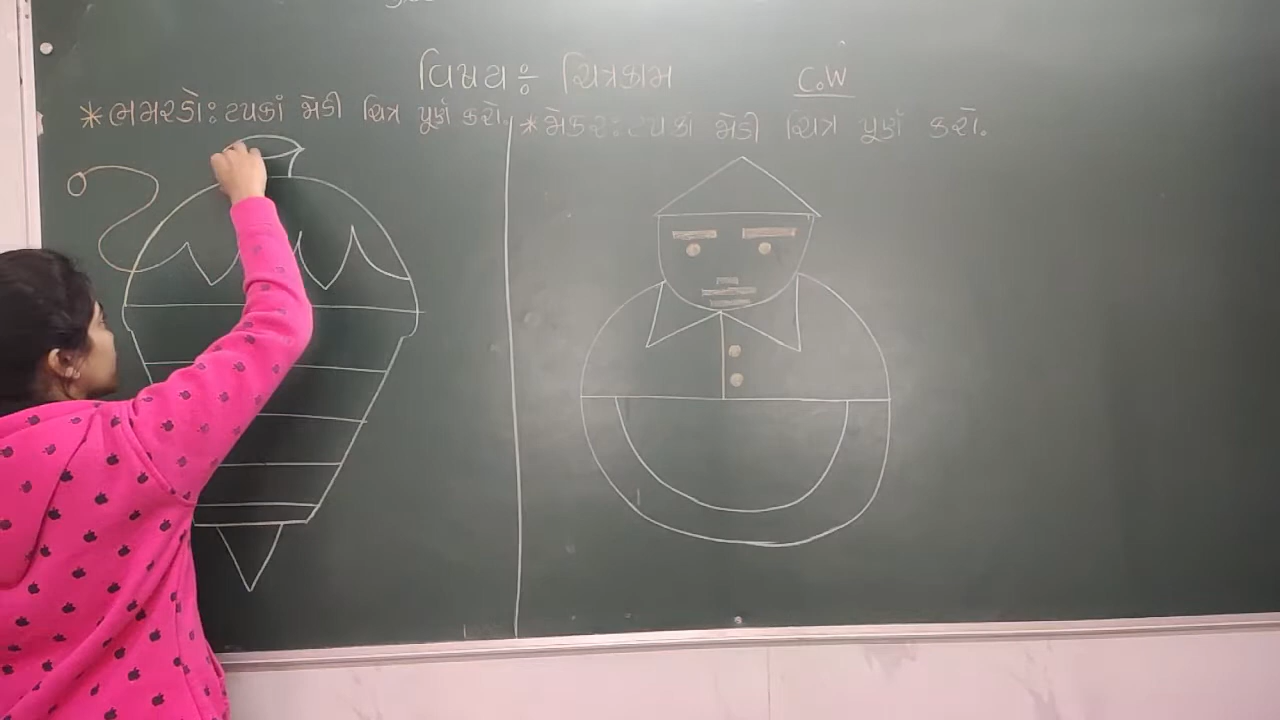 વિષય ÷ ચિત્રકામ
C.W
* ભમરડો : ટપકાં જોડી ચિત્ર પૂર્ણ કરો.
* જોકર : ટપકાં જોડી ચિત્ર પૂર્ણ કરો.